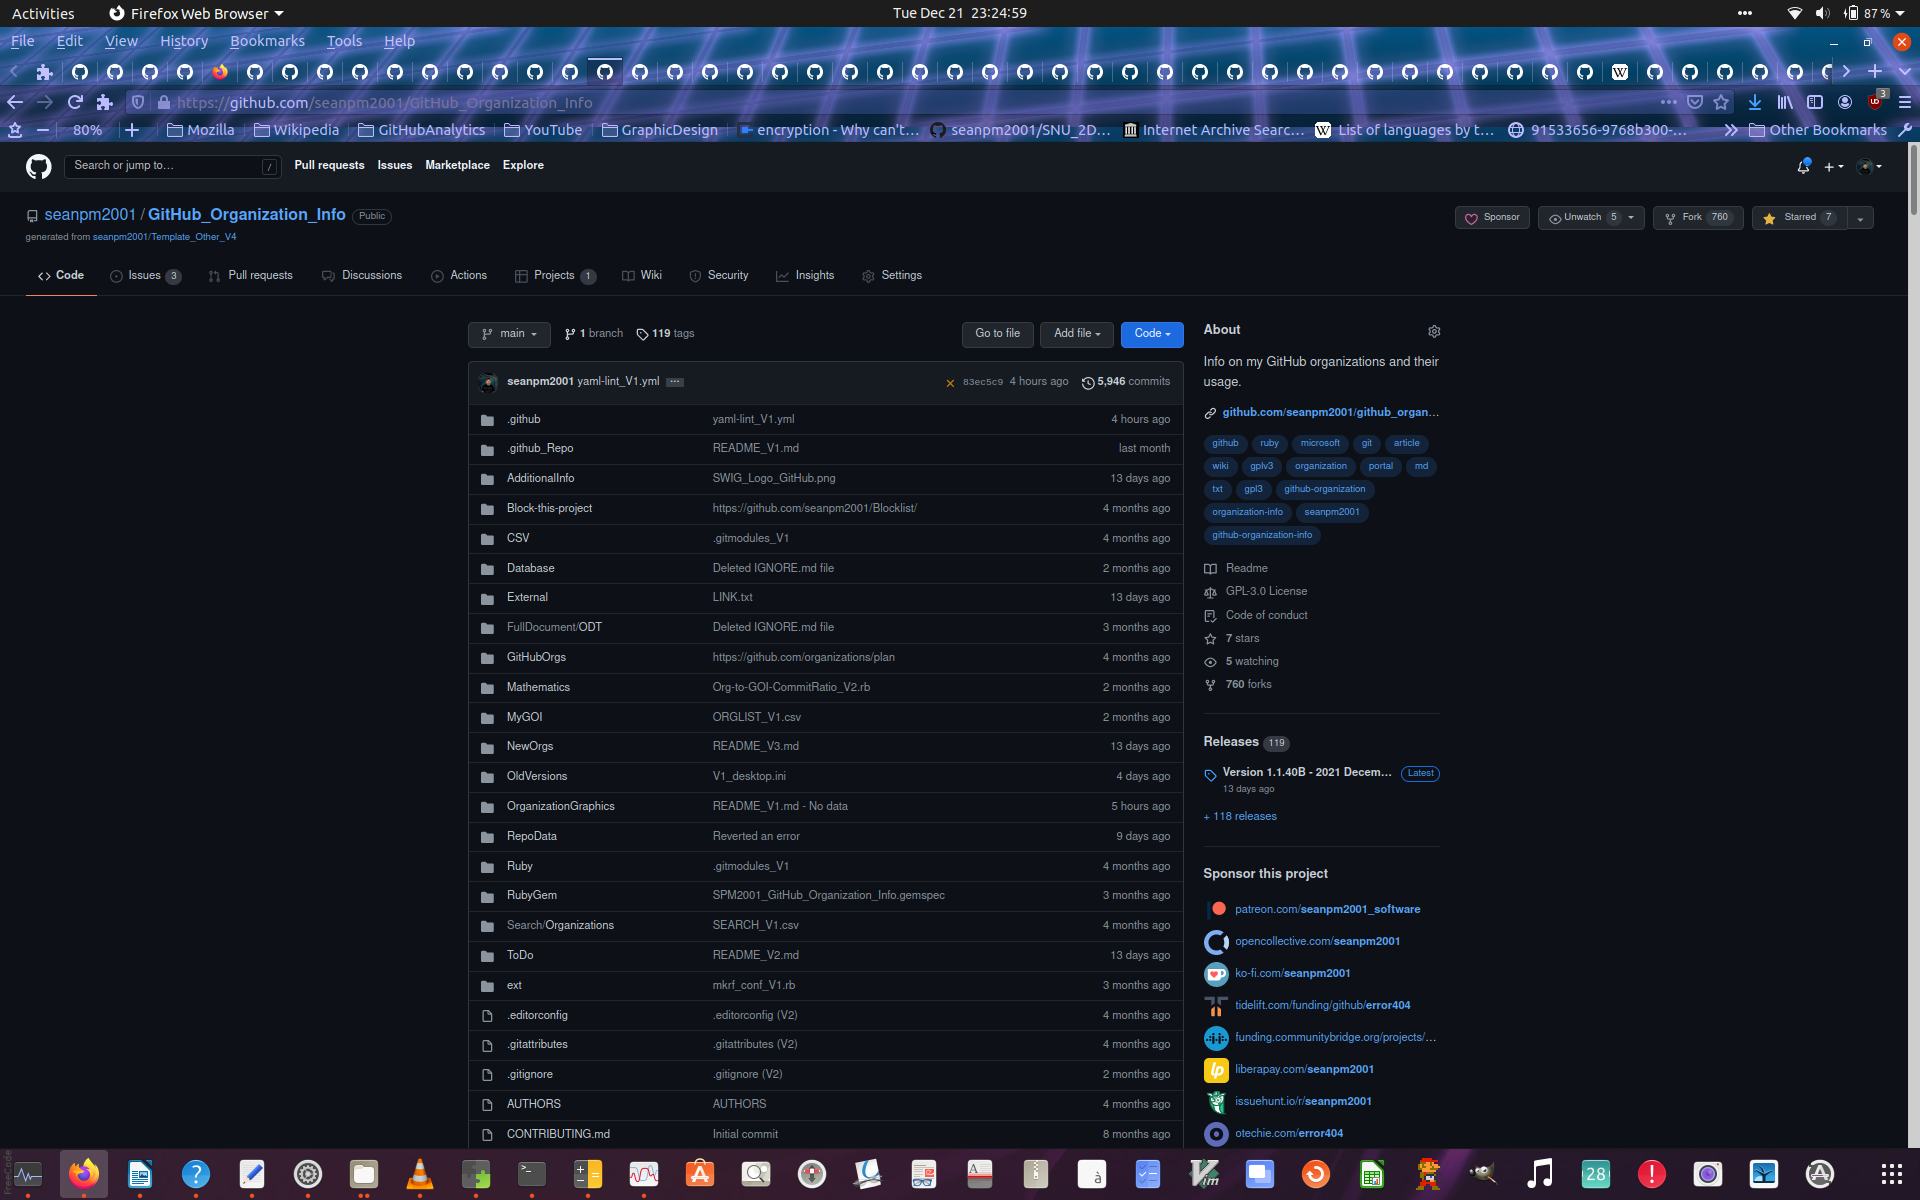 Activities
Firefox Web Browser
Tue Dec 21 23:24:59
87 %
File Edit View History Bookmarks Tools Help
https://github.com/seanpm2001/GitHub_Organization_Info
3
80%
Mozilla
Wikipedia
GitHubAnalytics
YouTube
GraphicDesign
encryption - Why can't…
seanpm2001/SNU_2D…
Internet Archive Searc…
List of languages by t…
91533656-9768b300-…
Other Bookmarks
Search or jump to…
/
Pull requests Issues Marketplace Explore
seanpm2001 / GitHub_Organization_Info Public
generated from seanpm2001/Template_Other_V4
Sponsor
Unwatch 5
Fork 760
Starred 7
Code
Issues 3
Pull requests
Discussions
Actions
Projects 1
Wiki
Security
Insights
Settings
main
1 branch
119 tags
Go to file
Add file
Code
seanpm2001 yaml-lint_V1.yml ...
83ec5c9 4 hours ago
5,946 commits
.github yaml-lint_V1.yml 4 hours ago
.github_Repo README_V1.md last month
AdditionalInfo SWIG_Logo_GitHub.png 13 days ago
Block-this-project https://github.com/seanpm2001/Blocklist/ 4 months ago
CSV .gitmodules_V1 4 months ago
Database Deleted IGNORE.md file 2 months ago
External LINK.txt 13 days ago
FullDocument/ODT Deleted IGNORE.md file 3 months ago
GitHubOrgs https://github.com/organizations/plan 4 months ago
Mathematics Org-to-GOI-CommitRatio_V2.rb 2 months ago
MyGOI ORGLIST_V1.csv 2 months ago
NewOrgs README_V3.md 13 days ago
OldVersions V1_desktop.ini 4 days ago
OrganizationGraphics README_V1.md - No data 5 hours ago
RepoData Reverted an error 9 days ago
Ruby .gitmodules_V1 4 months ago
RubyGem SPM2001_GitHub_Organization_Info.gemspec 3 months ago
Search/Organizations SEARCH_V1.csv 4 months ago
ToDo README_V2.md 13 days ago
ext mkrf_conf_V1.rb 3 months ago
.editorconfig .editorconfig (V2) 4 months ago
.gitattributes .gitattributes (V2) 4 months ago
.gitignore .gitignore (V2) 2 months ago
AUTHORS AUTHORS 4 months ago
CONTRIBUTING.md Initial commit 8 months ago
About
Info on my GitHub organizations and their
usage.
github.com/seanpm2001/github_organ…
github ruby microsoft git article
wiki gplv3 organization portal md
txt gpl3 github-organization
organization-info seanpm2001
github-organization-info
Readme
GPL-3.0 License
Code of conduct
7 stars
5 watching
760 forks
Releases 119
Version 1.1.40B - 2021 Decem… Latest
13 days ago
+ 118 releases
Sponsor this project
patreon.com/seanpm2001_software
opencollective.com/seanpm2001
ko-fi.com/seanpm2001
tidelift.com/funding/github/error404
funding.communitybridge.org/projects/…
liberapay.com/seanpm2001
issuehunt.io/r/seanpm2001
otechie.com/error404
28